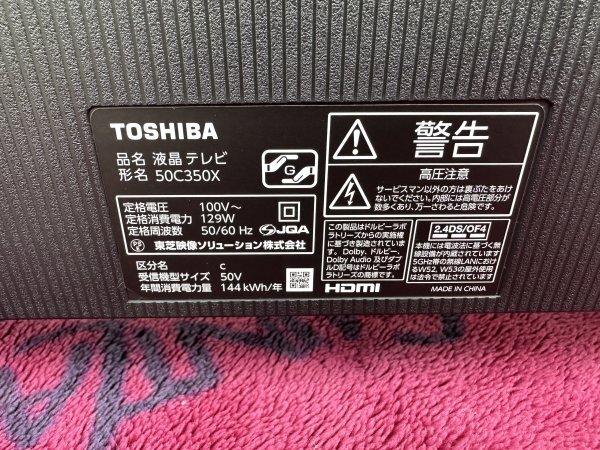 TOSHIBA
品名 液晶テレビ
形名 50C350X
G
定格電圧 100V~
定格消費電力 129W
定格周波数 50/60 Hz
JQA
東芝映像ソリューション株式会社
区分名 c
受信機型サイズ 50V
年間消費電力量 144 kWh/年
警告
高圧注意
サービスマン以外の方は裏ぶたをあけ
ないでください。内部には高電圧部分が
数多くあり、万一さわると危険です。
この製品はドルビーラボ
ラトリーズからの実施権
に基づき製造されています。
Dolby、ドルビー、
Dolby Audio 及びダブ
ルD記号はドルビーラボ
ラトリーズの商標です。
HDMI
2.4DS/OF4
本機には電波法に基づく無
線設備が内蔵されています
5GHz帯の無線LANにおけ
るW52、W53の屋外使用
は法令で禁止されています。
MADE IN CHINA